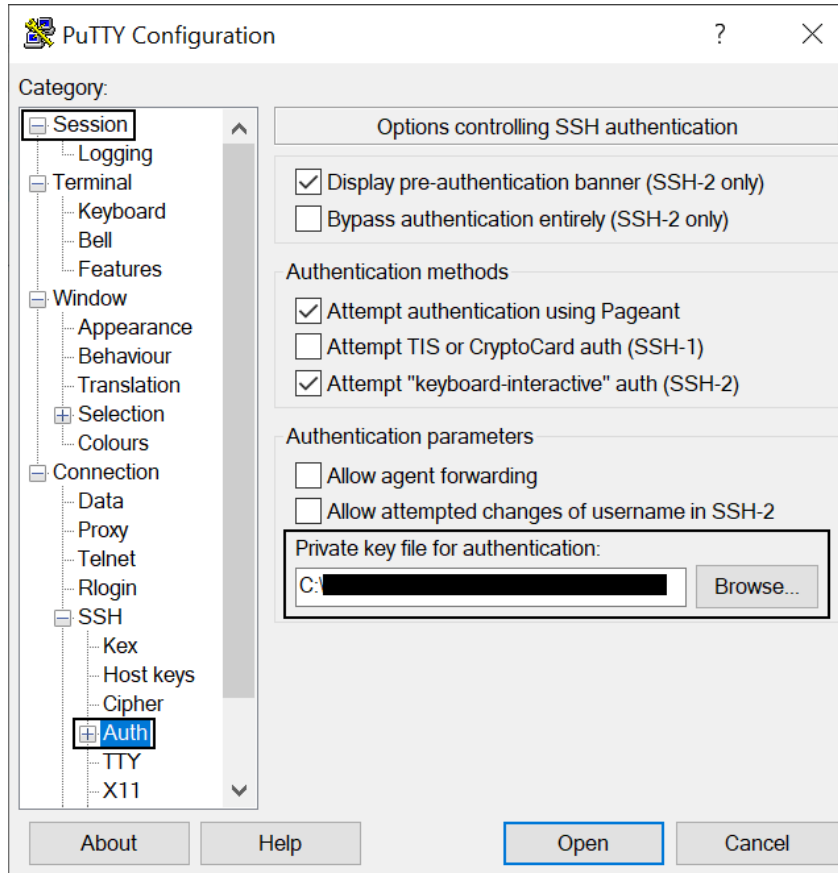 PuTTY Configuration
?
Category:
Session
Logging
Terminal
Keyboard
Bell
Features
Window
Appearance
Behaviour
Translation
Selection
Colours
Connection
Data
Proxy
Telnet
Rlogin
SSH
Kex
Host keys
Cipher
Auth
TTY
X11
Options controlling SSH authentication
Display pre-authentication banner (SSH-2 only)
Bypass authentication entirely (SSH-2 only)
Authentication methods
Attempt authentication using Pageant
Attempt TIS or CryptoCard auth (SSH-1)
Attempt "keyboard-interactive" auth (SSH-2)
Authentication parameters
Allow agent forwarding
Allow attempted changes of username in SSH-2
Private key file for authentication:
C:\
Browse...
About
Help
Open
Cancel